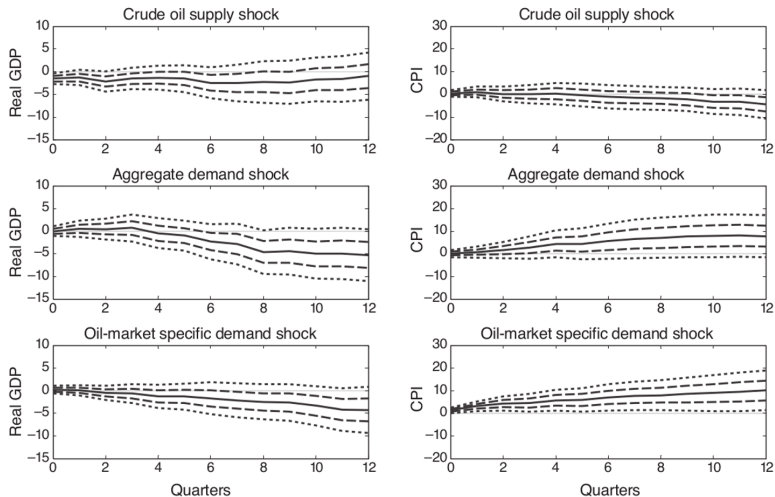 Crude oil supply shock
Real GDP
10
5
0
−5
−10
−15
0 2 4 6 8 10 12
Crude oil supply shock
CPI
30
20
10
0
−10
−20
0 2 4 6 8 10 12
Aggregate demand shock
Real GDP
10
5
0
−5
−10
−15
0 2 4 6 8 10 12
Aggregate demand shock
CPI
30
20
10
0
−10
−20
0 2 4 6 8 10 12
Oil-market specific demand shock
Real GDP
10
5
0
−5
−10
−15
0 2 4 6 8 10 12
Quarters
Oil-market specific demand shock
CPI
30
20
10
0
−10
−20
0 2 4 6 8 10 12
Quarters